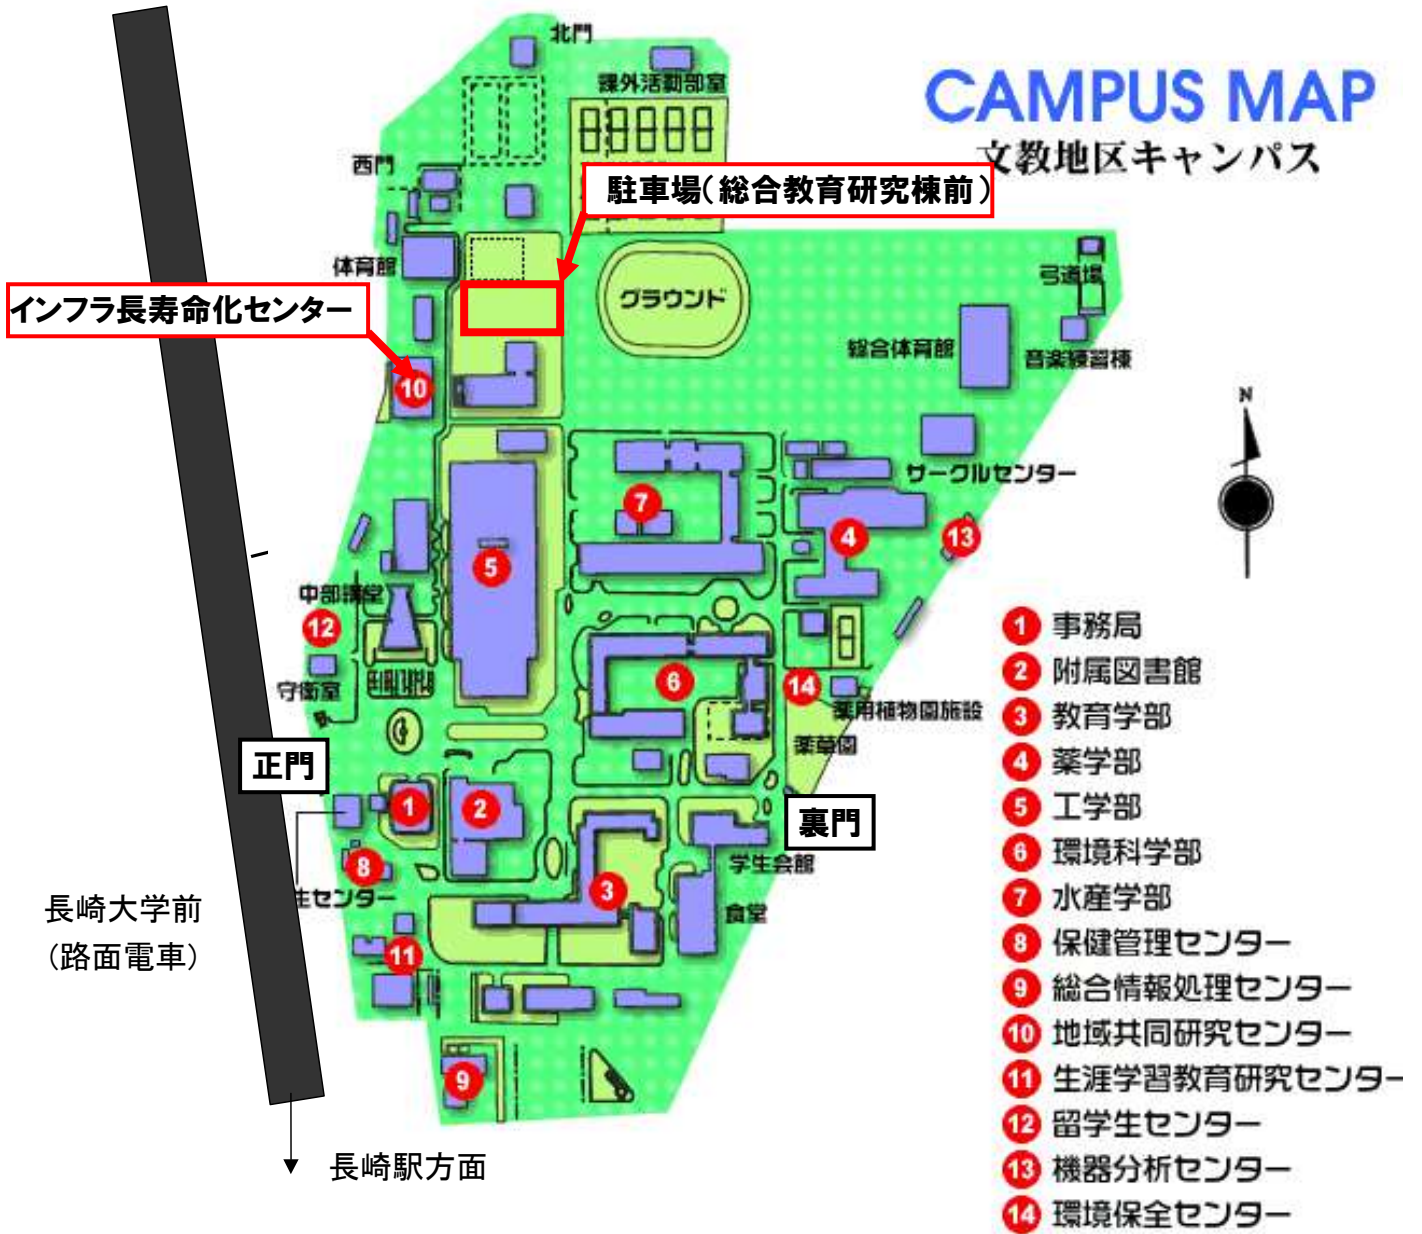 北門
課外活動部室
CAMPUS MAP
文教地区キャンパス
西門
駐車場(総合教育研究棟前)
体育館
インフラ長寿命化センター
グラウンド
弓道場
総合体育館
音楽練習棟
N
10
サークルセンター
7
4
13
5
中部講堂
12
守衛室
6
14
薬用植物園施設
薬草園
正門
1
2
裏門
8
学生会館
生センター
3
食堂
長崎大学前
(路面電車)
11
9
長崎駅方面
1 事務局
2 附属図書館
3 教育学部
4 薬学部
5 工学部
6 環境科学部
7 水産学部
8 保健管理センター
9 総合情報処理センター
10 地域共同研究センター
11 生涯学習教育研究センター
12 留学生センター
13 機器分析センター
14 環境保全センター